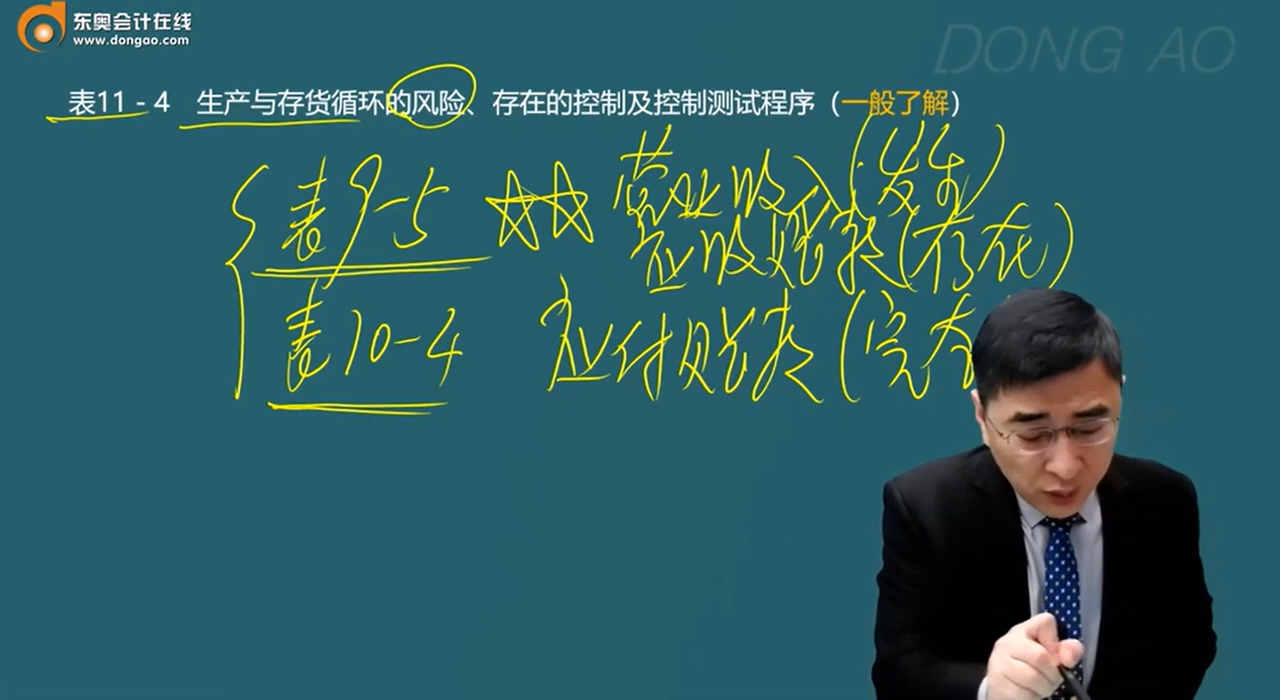 东奥会计在线
www.dongao.com
DONG AO
表11-4 生产与存货循环的风险、存在的控制及控制测试程序（一般了解）
表9-5 营业收入(发生)
应收账款(存在)
表10-4 应付账款(完